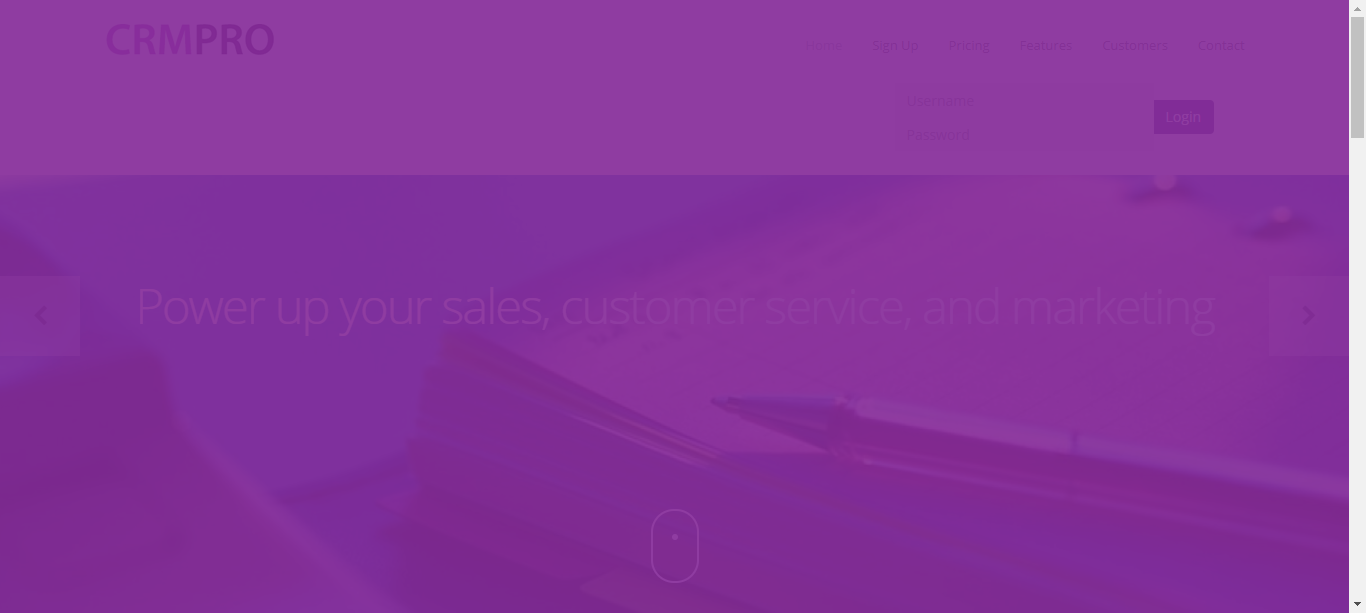 CRMPRO
Home Sign Up Pricing Features Customers Contact
Username
Login
Password
Power up your sales, customer service, and marketing